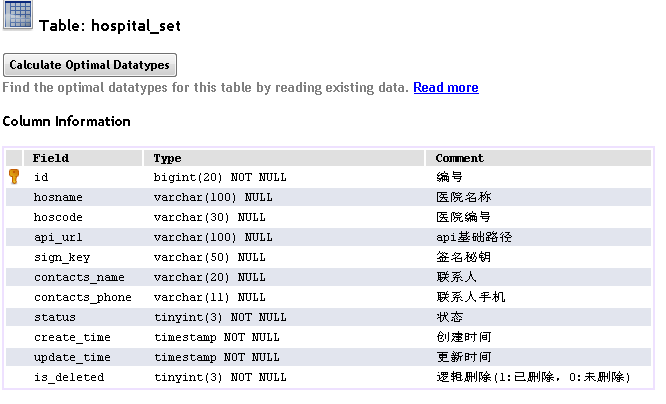 Table: hospital_set
Calculate Optimal Datatypes
Find the optimal datatypes for this table by reading existing data. Read more
Column Information
Field Type Comment
id bigint(20) NOT NULL 编号
hosname varchar(100) NULL 医院名称
hoscode varchar(30) NULL 医院编号
api_url varchar(100) NULL api基础路径
sign_key varchar(50) NULL 签名秘钥
contacts_name varchar(20) NULL 联系人
contacts_phone varchar(11) NULL 联系人手机
status tinyint(3) NOT NULL 状态
create_time timestamp NOT NULL 创建时间
update_time timestamp NOT NULL 更新时间
is_deleted tinyint(3) NOT NULL 逻辑删除(1:已删除，0:未删除)